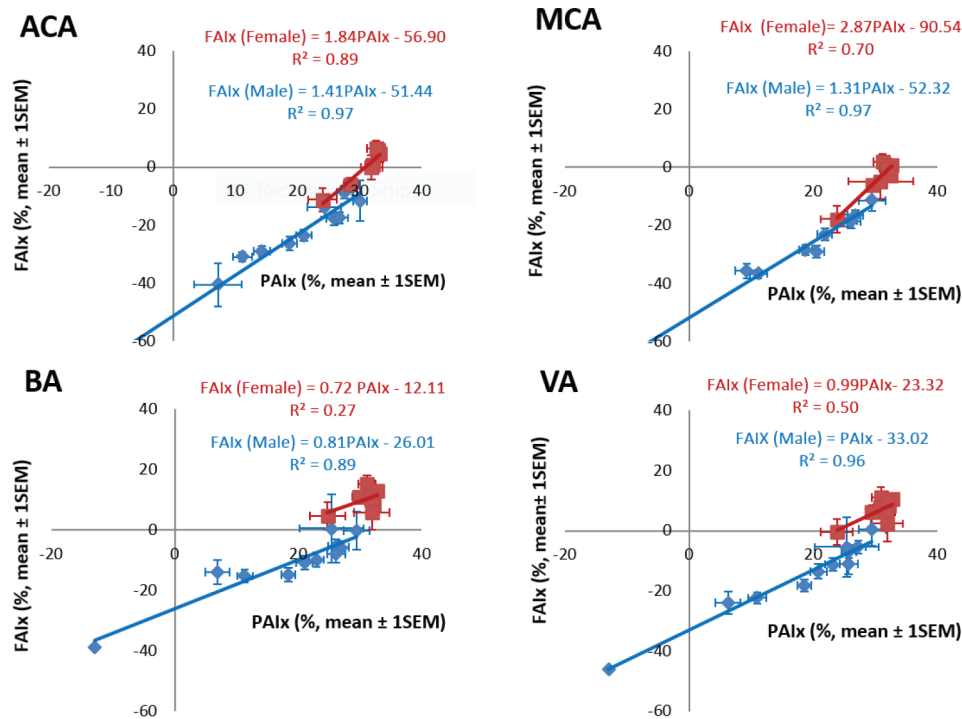 ACA
FAIx (Female) = 1.84PAIx - 56.90
R² = 0.89
FAIx (Male) = 1.41PAIx - 51.44
R² = 0.97
FAIx (%, mean ± 1SEM)
40
20
0
-20
-40
-60
-20
0
20
40
PAIx (%, mean ± 1SEM)
MCA
FAIx (Female)= 2.87PAIx - 90.54
R² = 0.70
FAIx (Male) = 1.31PAIx - 52.32
R² = 0.97
FAIx (%, mean ± 1SEM)
40
20
0
-20
-40
-60
-20
0
20
40
PAIx (%, mean ± 1SEM)
BA
FAIx (Female) = 0.72 PAIx - 12.11
R² = 0.27
FAIx (Male) = 0.81PAIx - 26.01
R² = 0.89
FAIx (%, mean ± 1SEM)
40
20
0
-20
-40
-60
-20
0
20
40
PAIx (%, mean ± 1SEM)
VA
FAIx (Female) = 0.99PAIx- 23.32
R² = 0.50
FAIX (Male) = PAIx - 33.02
R² = 0.96
FAIx (%, mean± 1SEM)
40
20
0
-20
-40
-60
-20
0
20
40
PAIx (%, mean ± 1SEM)